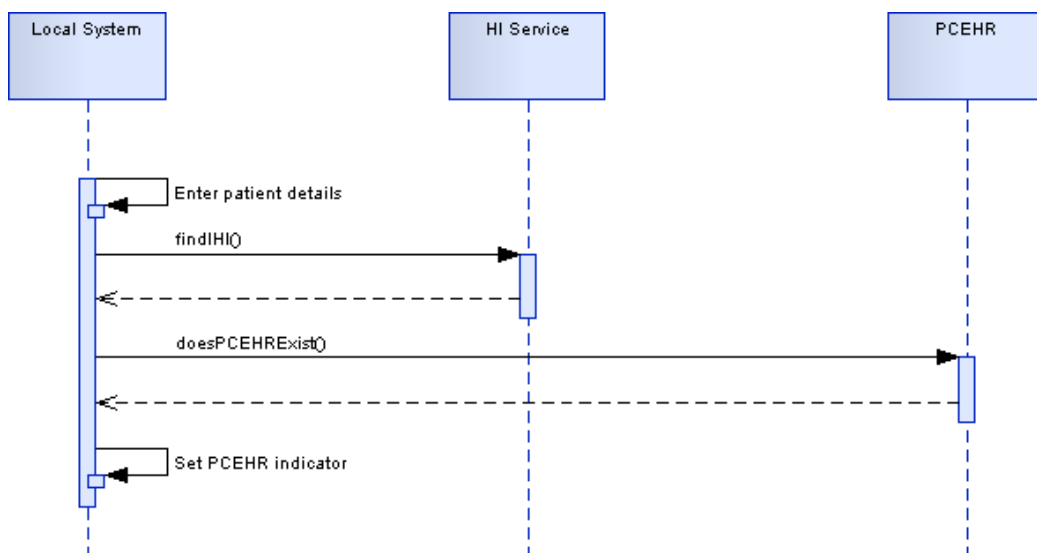 Local System
HI Service
PCEHR
Enter patient details
findIHI()
doesPCEHRExist()
Set PCEHR indicator